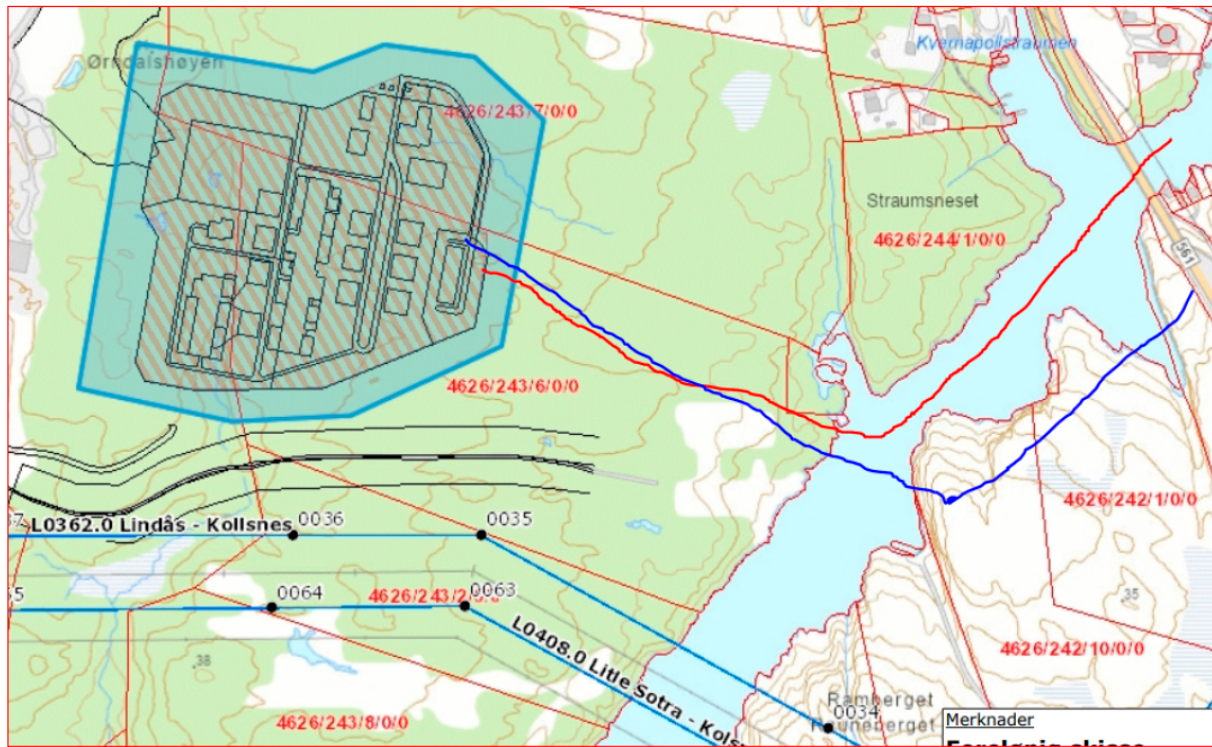 Kvernapollstraumen
Ørndalshøyen
4626/243/7/0/0
Straumsneset
4626/244/1/0/0
561
4626/243/6/0/0
4626/242/1/0/0
L0362.0 Lindås - Kollsnes
0036
0035
0064
0063
35
L0408.0 Litle Sotra - Kols
4626/242/10/0/0
38
Ramberget
0034
4626/243/8/0/0
Merknader